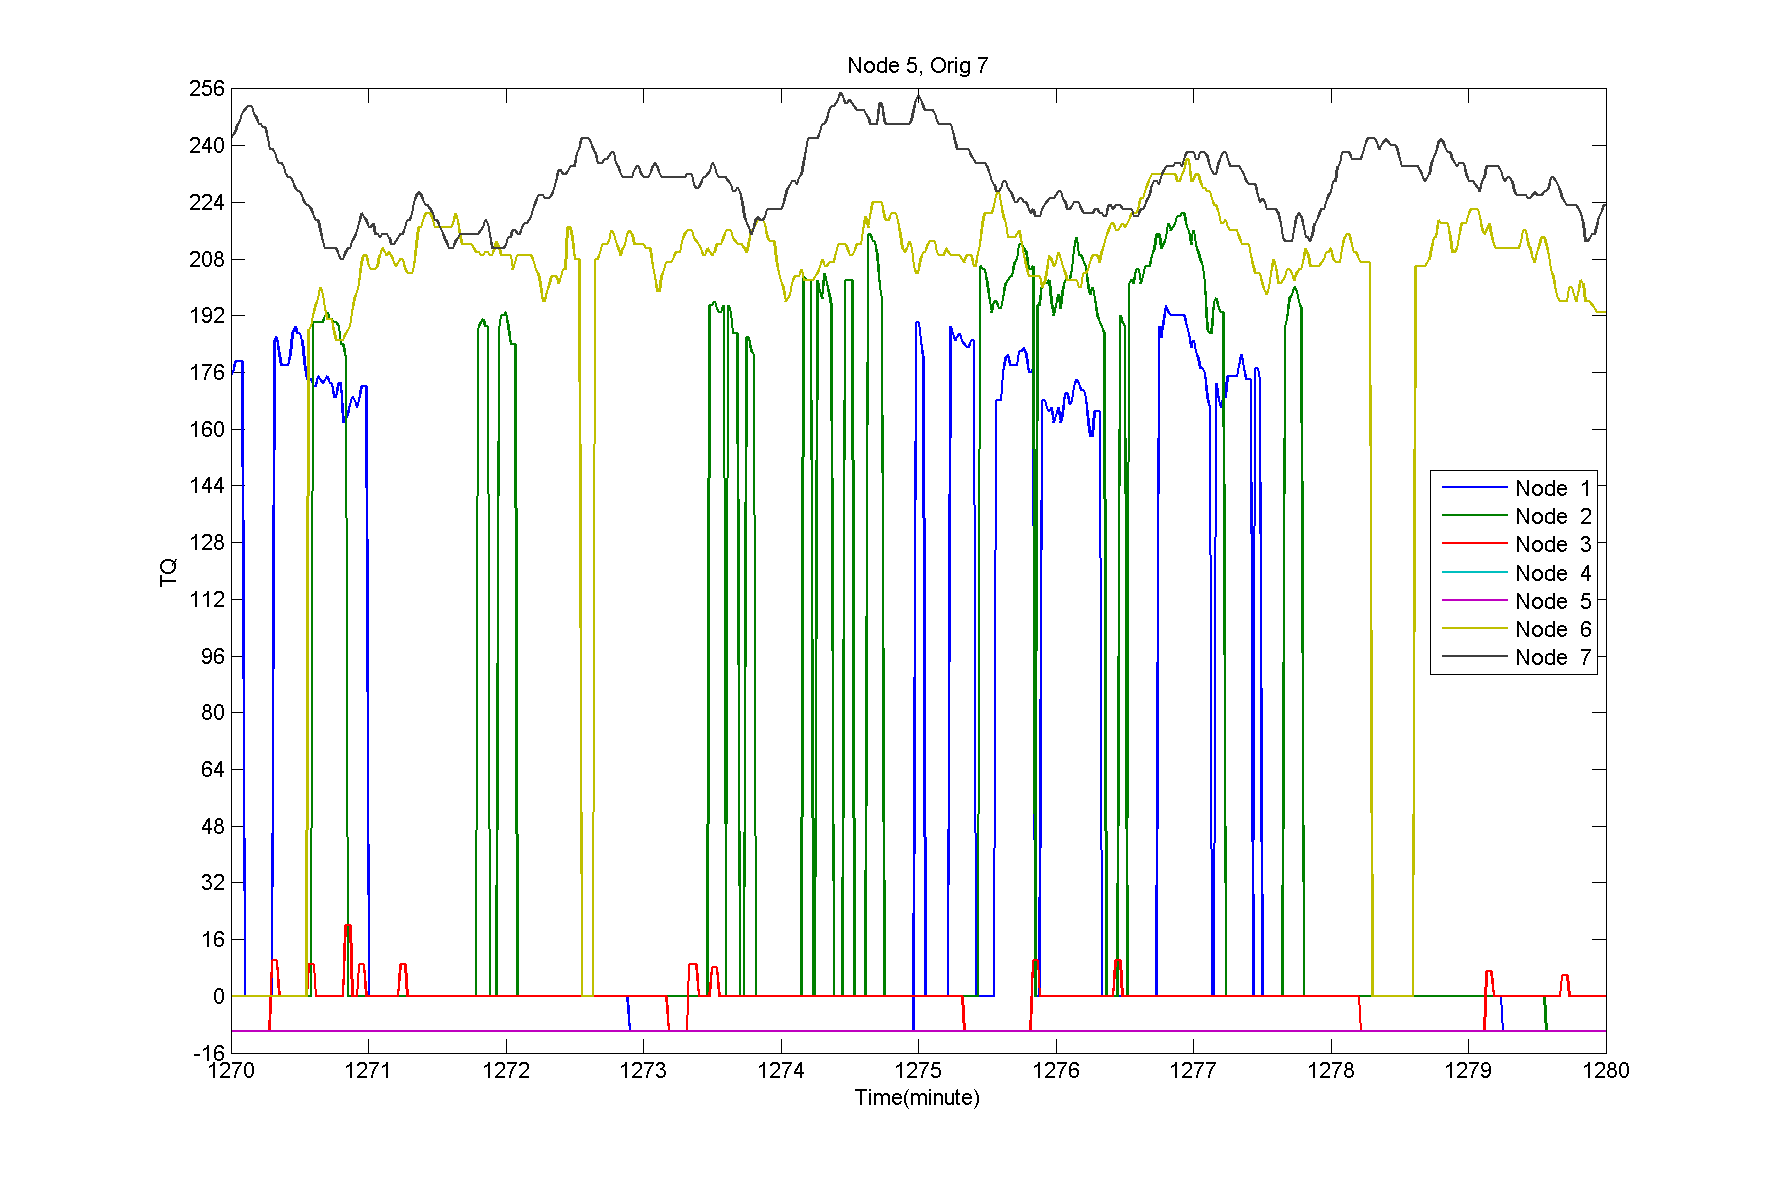 Node 5, Orig 7
256
240
224
208
192
176
160
144
128
112
96
80
64
48
32
16
0
-16
TQ
Node 1
Node 2
Node 3
Node 4
Node 5
Node 6
Node 7
1270 1271 1272 1273 1274 1275 1276 1277 1278 1279 1280
Time(minute)